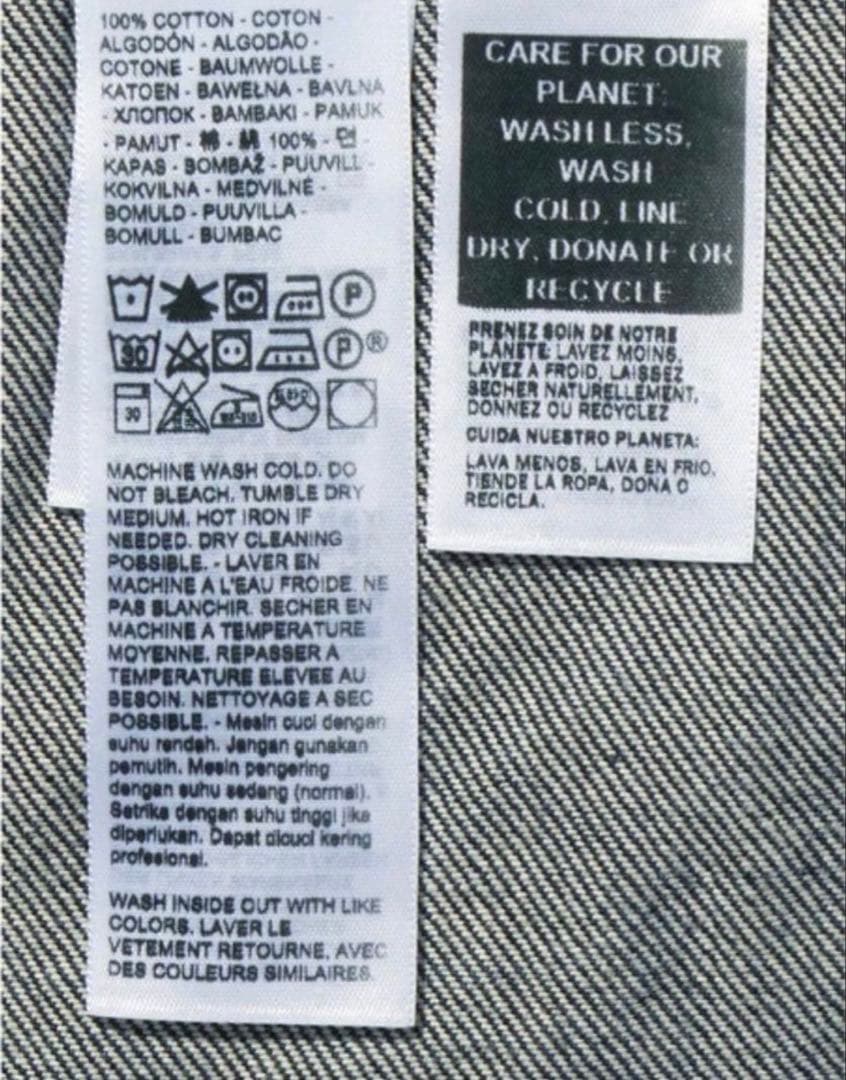 100% COTTON - COTON -
ALGODÓN - ALGODÃO -
COTONE - BAUMWOLLE -
KATOEN - BAWEŁNA - BAVLNA
- ХЛОПОК - BAMBAKI - PAMUK
- PAMUT - 棉 - 綿 100% - 면 -
KAPAS - BOMBAŽ - PUUVILL -
KOKVILNA - MEDVILNĖ -
BOMULD - PUUVILLA -
BOMULL - BUMBAC
P
30 P ®
30
MACHINE WASH COLD. DO
NOT BLEACH. TUMBLE DRY
MEDIUM. HOT IRON IF
NEEDED. DRY CLEANING
POSSIBLE. - LAVER EN
MACHINE A L'EAU FROIDE. NE
PAS BLANCHIR. SECHER EN
MACHINE A TEMPERATURE
MOYENNE. REPASSER A
TEMPERATURE ELEVEE AU
BESOIN. NETTOYAGE A SEC
POSSIBLE. - Mesin cuci dengan
suhu rendah. Jangan gunakan
pemutih. Mesin pengering
dengan suhu sedang (normal).
Setrika dengan suhu tinggi jika
diperlukan. Dapat dicuci kering
profesional.
WASH INSIDE OUT WITH LIKE
COLORS. LAVER LE
VETEMENT RETOURNE, AVEC
DES COULEURS SIMILAIRES.
CARE FOR OUR
PLANET:
WASH LESS,
WASH
COLD, LINE
DRY, DONATE OR
RECYCLE
PRENEZ SOIN DE NOTRE
PLANETE: LAVEZ MOINS,
LAVEZ A FROID, LAISSEZ
SECHER NATURELLEMENT,
DONNEZ OU RECYCLEZ
CUIDA NUESTRO PLANETA:
LAVA MENOS, LAVA EN FRIO,
TIENDE LA ROPA, DONA O
RECICLA.